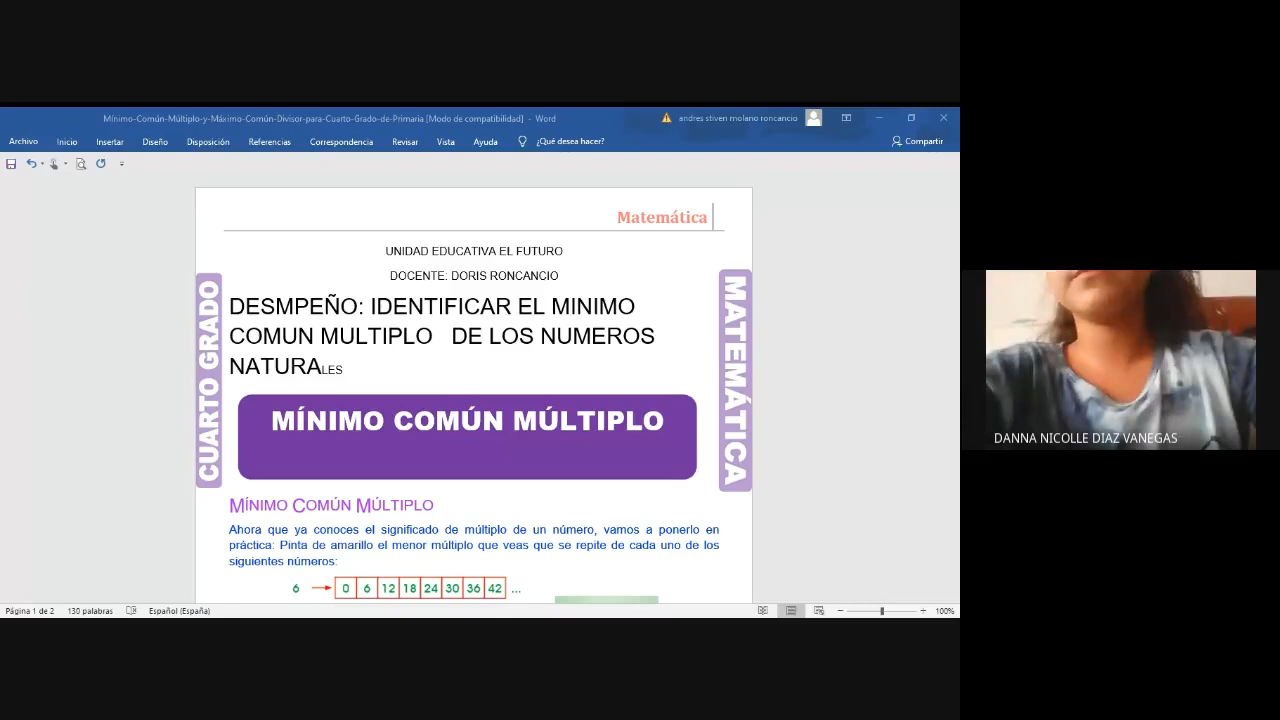 Mínimo-Común-Múltiplo-y-Máximo-Común-Divisor-para-Cuarto-Grado-de-Primaria [Modo de compatibilidad] - Word
andres stiven molano roncancio
Archivo Inicio Insertar Diseño Disposición Referencias Correspondencia Revisar Vista Ayuda ¿Qué desea hacer? Compartir
Matemática
UNIDAD EDUCATIVA EL FUTURO
DOCENTE: DORIS RONCANCIO
CUARTO GRADO
MATEMÁTICA
DESMPEÑO: IDENTIFICAR EL MINIMO
COMUN MULTIPLO DE LOS NUMEROS
NATURALES
MÍNIMO COMÚN MÚLTIPLO
MÍNIMO COMÚN MÚLTIPLO
Ahora que ya conoces el significado de múltiplo de un número, vamos a ponerlo en
práctica: Pinta de amarillo el menor múltiplo que veas que se repite de cada uno de los
siguientes números:
6 → 0 6 12 18 24 30 36 42 ...
Página 1 de 2 130 palabras Español (España) 100%
DANNA NICOLLE DIAZ VANEGAS